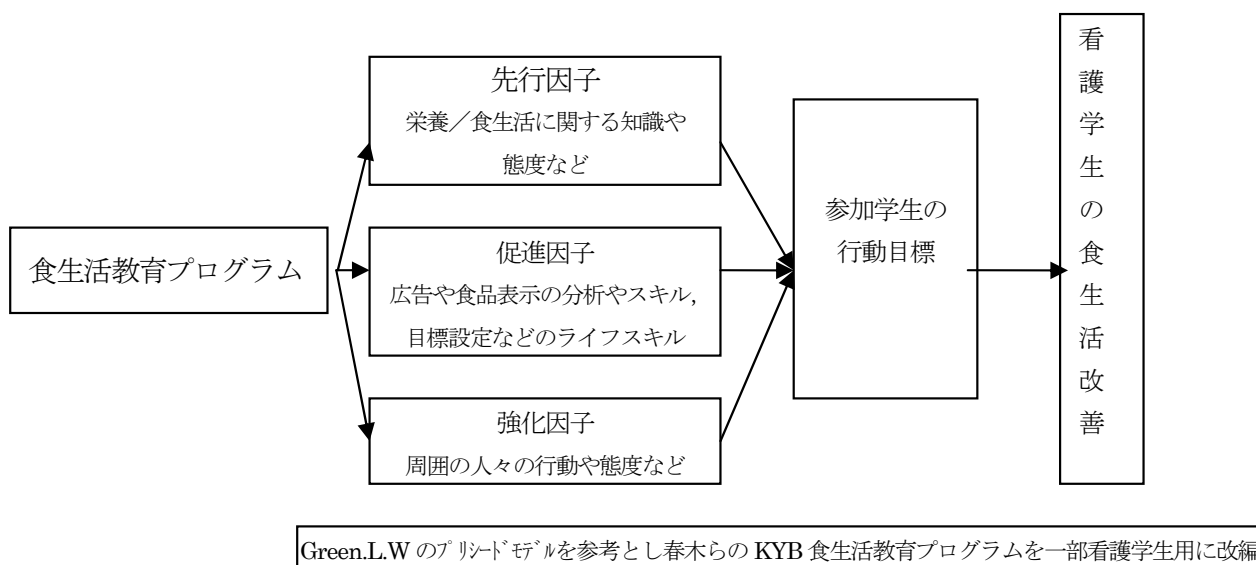 食生活教育プログラム
先行因子
栄養／食生活に関する知識や
態度など
促進因子
広告や食品表示の分析やスキル,
目標設定などのライフスキル
強化因子
周囲の人々の行動や態度など
参加学生の
行動目標
看護学生の食生活改善
Green.L.W のプリシードモデルを参考とし春木らの KYB 食生活教育プログラムを一部看護学生用に改編